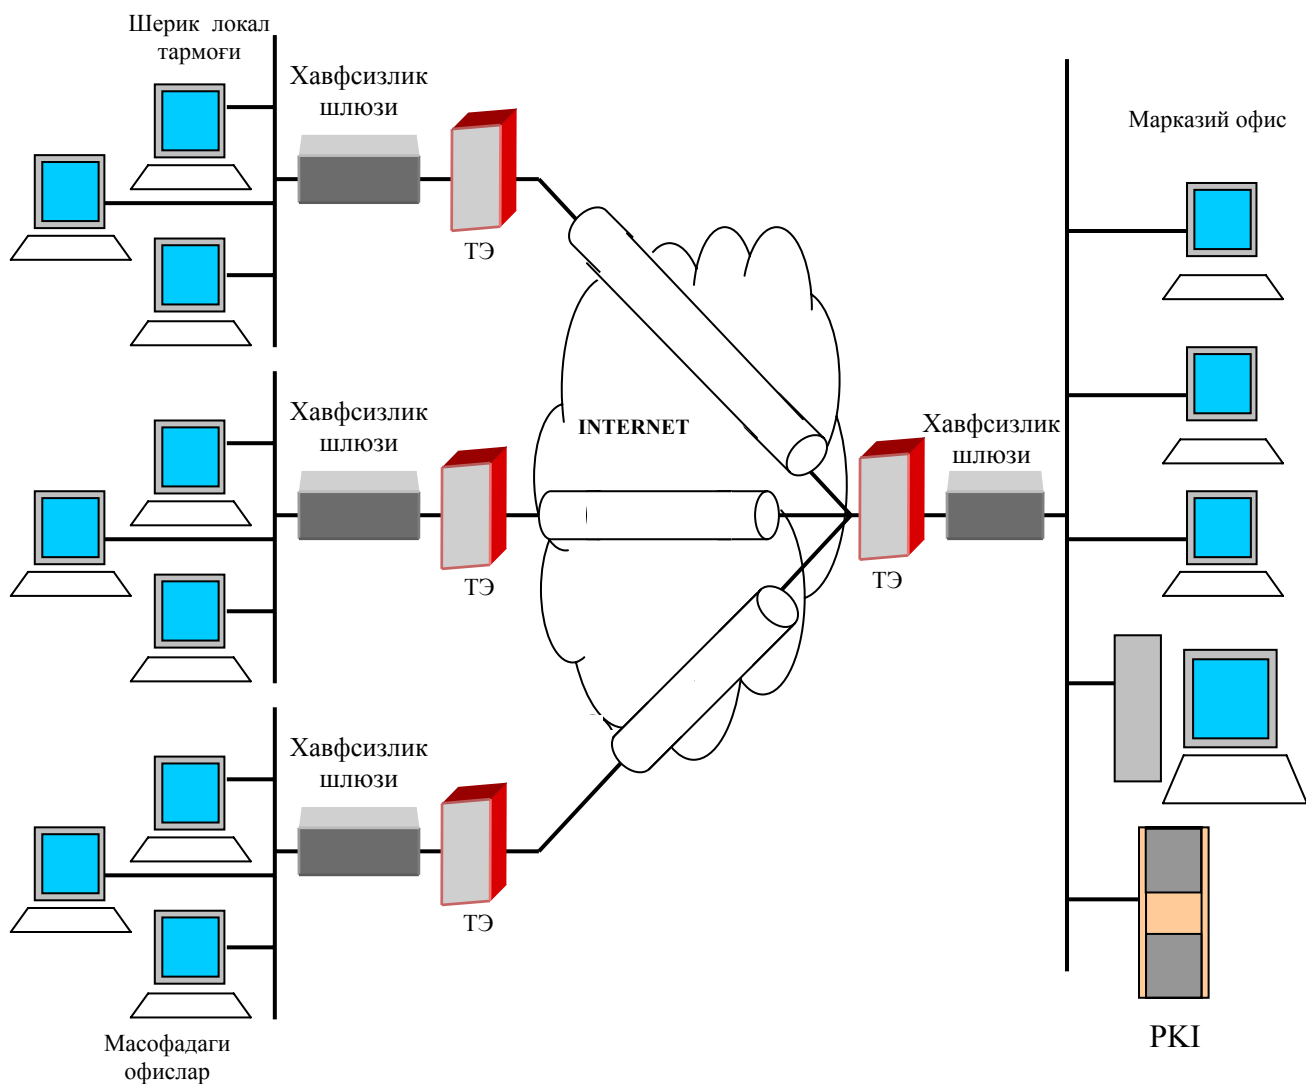 Шерик локал
тармоғи
Хавфсизлик
шлюзи
ТЭ
Марказий офис
Хавфсизлик
шлюзи
ТЭ
INTERNET
Хавфсизлик
шлюзи
ТЭ
Хавфсизлик
шлюзи
ТЭ
Масофадаги
офислар
PKI